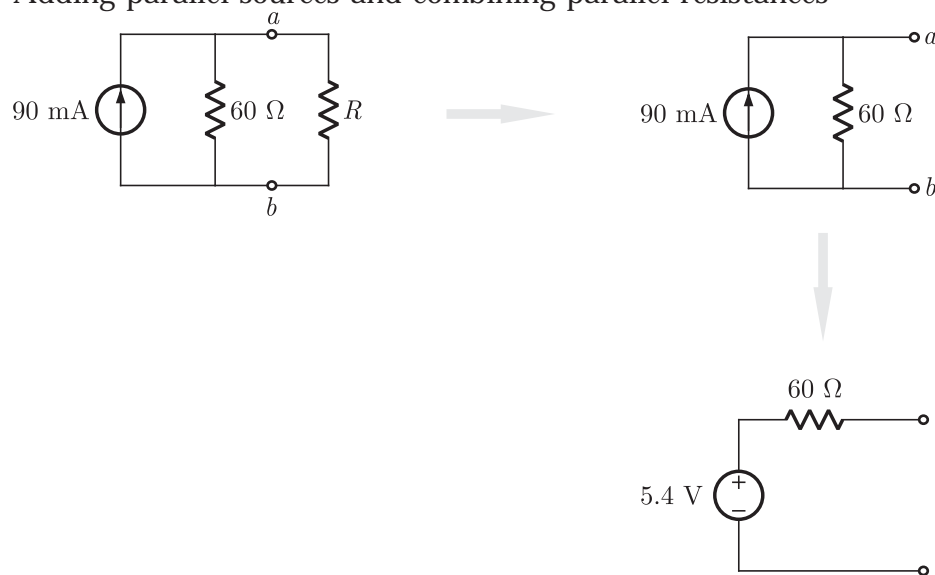 Adding parallel sources and combining parallel resistances
a
90 mA
60 Ω
R
b
a
90 mA
60 Ω
b
60 Ω
5.4 V
+
−